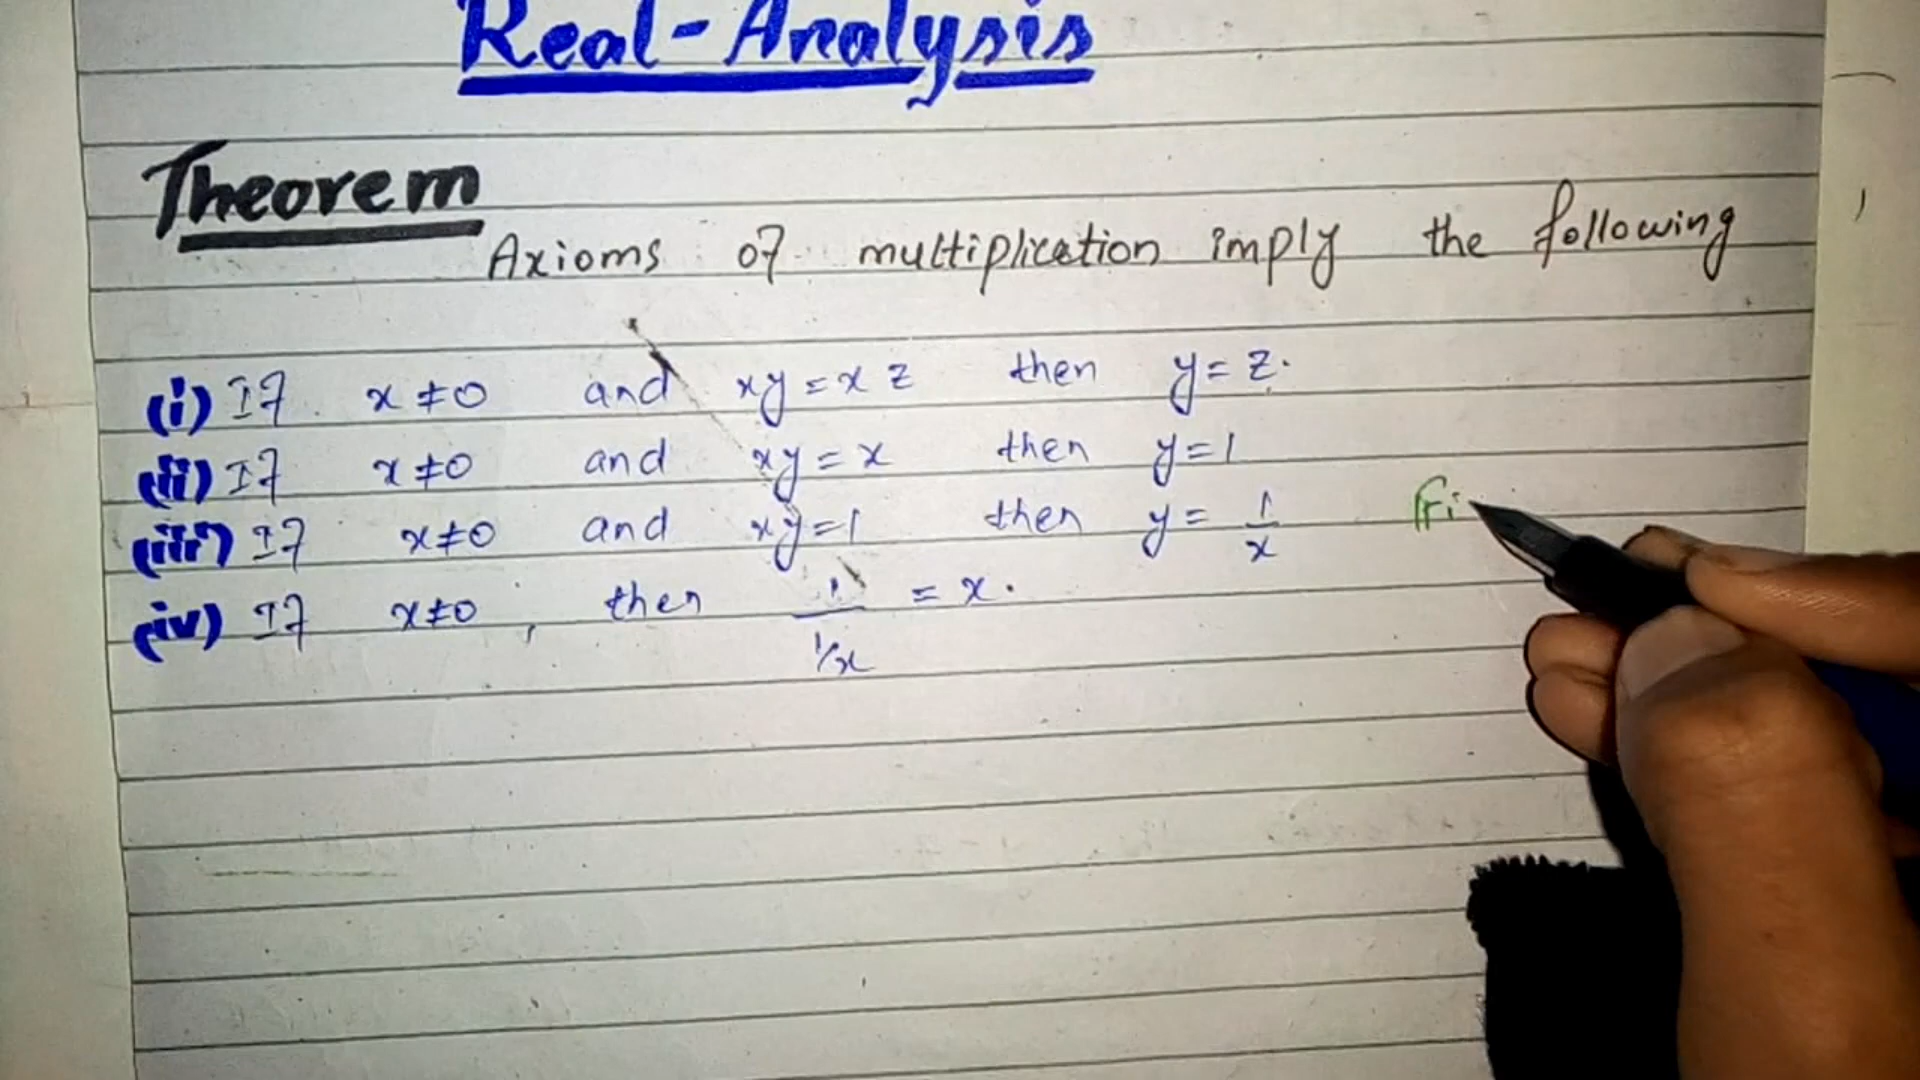 Real-Analysis
Theorem
Axioms of multiplication imply the following
(i) If x ≠ 0 and xy = x z then y = z.
(ii) If x ≠ 0 and xy = x then y = 1
(iii) If x ≠ 0 and xy = 1 then y = 1/x Fi
(iv) If x ≠ 0, then 1/(1/x) = x.